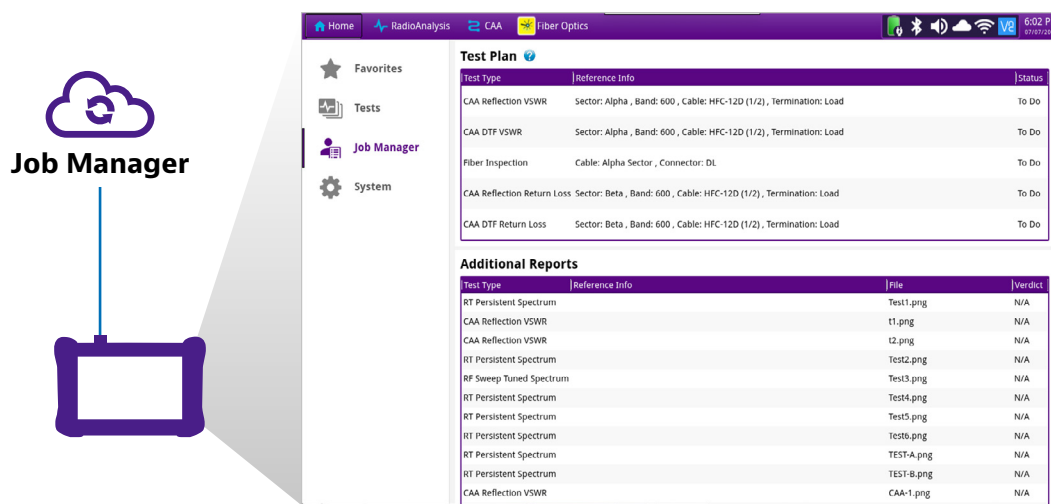 Home RadioAnalysis CAA Fiber Optics V2 6:02 P
07/07/20
Job Manager
Favorites
Tests
Job Manager
System
Test Plan ?
Test Type Reference Info Status
CAA Reflection VSWR Sector: Alpha , Band: 600 , Cable: HFC-12D (1/2) , Termination: Load To Do
CAA DTF VSWR Sector: Alpha , Band: 600 , Cable: HFC-12D (1/2) , Termination: Load To Do
Fiber Inspection Cable: Alpha Sector , Connector: DL To Do
CAA Reflection Return Loss Sector: Beta , Band: 600 , Cable: HFC-12D (1/2) , Termination: Load To Do
CAA DTF Return Loss Sector: Beta , Band: 600 , Cable: HFC-12D (1/2) , Termination: Load To Do
Additional Reports
Test Type Reference Info File Verdict
RT Persistent Spectrum Test1.png N/A
CAA Reflection VSWR t1.png N/A
CAA Reflection VSWR t2.png N/A
RT Persistent Spectrum Test2.png N/A
RF Sweep Tuned Spectrum Test3.png N/A
RT Persistent Spectrum Test4.png N/A
RT Persistent Spectrum Test5.png N/A
RT Persistent Spectrum Test6.png N/A
RT Persistent Spectrum TEST-A.png N/A
RT Persistent Spectrum TEST-B.png N/A
CAA Reflection VSWR CAA-1.png N/A